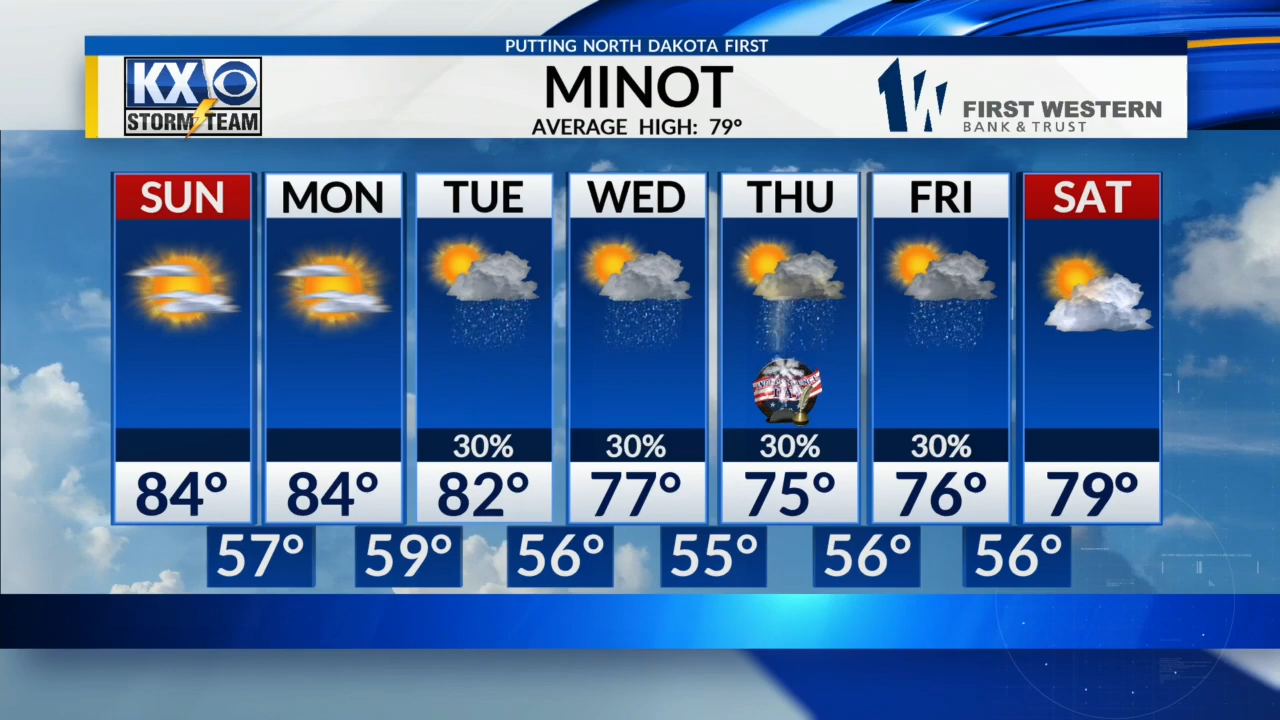 PUTTING NORTH DAKOTA FIRST
KX
STORM TEAM
MINOT
AVERAGE HIGH: 79°
FIRST WESTERN
BANK & TRUST
SUN MON TUE WED THU FRI SAT
30% 30% 30% 30%
84° 84° 82° 77° 75° 76° 79°
57° 59° 56° 55° 56° 56°